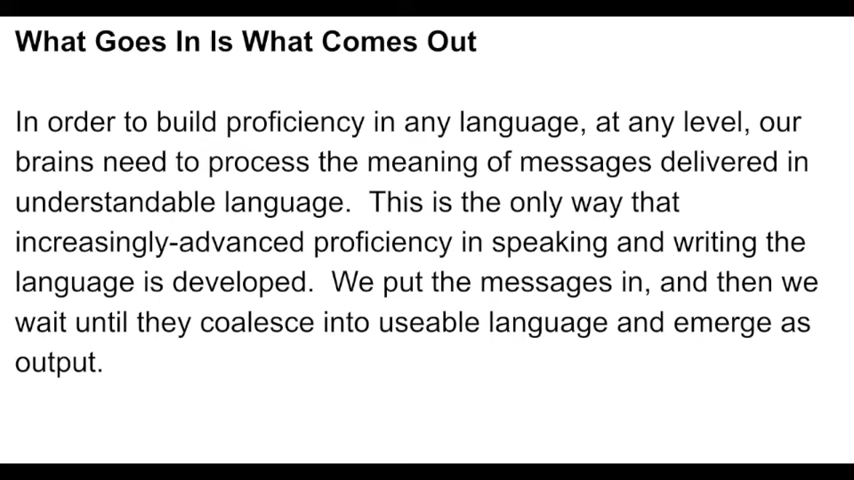 What Goes In Is What Comes Out
In order to build proficiency in any language, at any level, our
brains need to process the meaning of messages delivered in
understandable language.  This is the only way that
increasingly-advanced proficiency in speaking and writing the
language is developed.  We put the messages in, and then we
wait until they coalesce into useable language and emerge as
output.